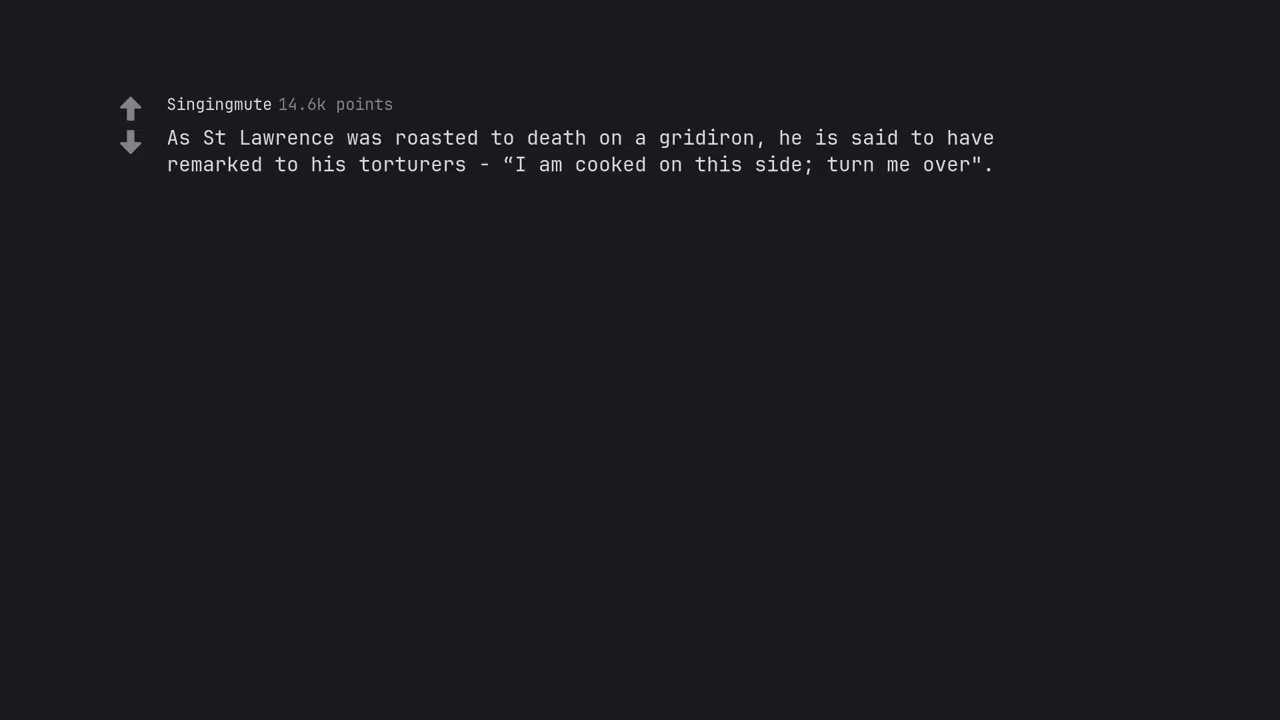 Singingmute 14.6k points
As St Lawrence was roasted to death on a gridiron, he is said to have
remarked to his torturers - “I am cooked on this side; turn me over".